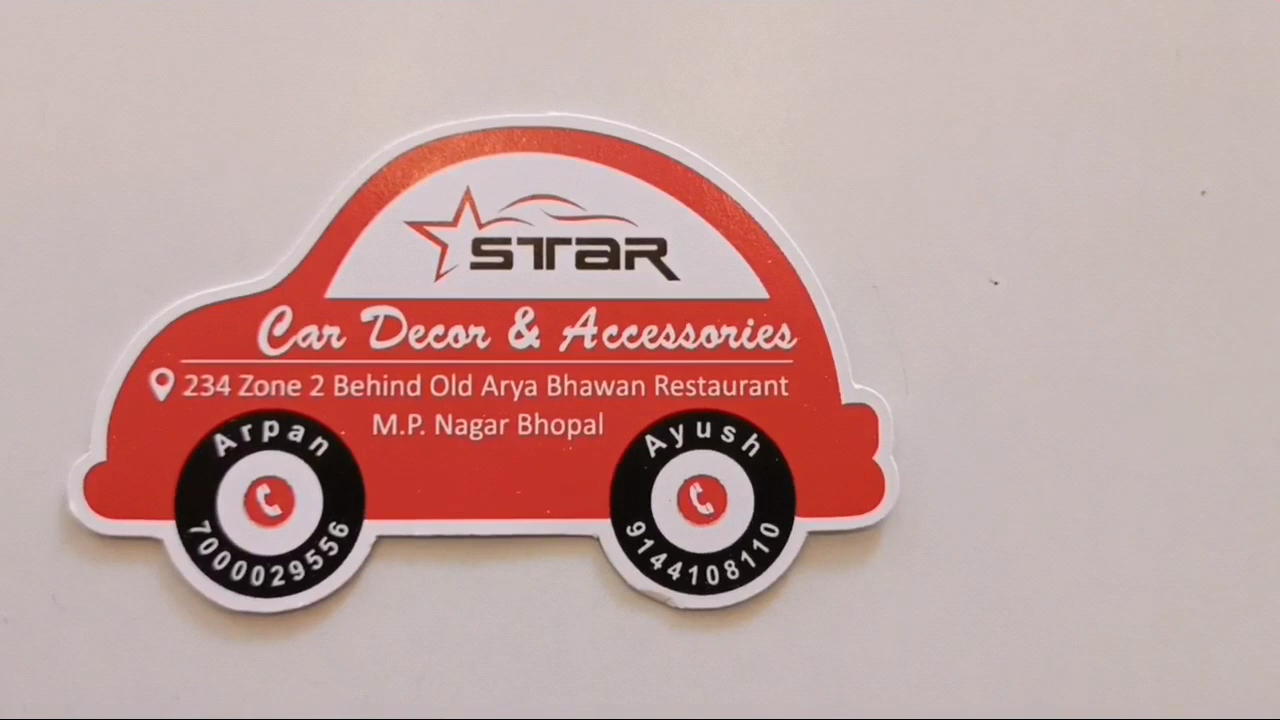 STAR
Car Decor & Accessories
234 Zone 2 Behind Old Arya Bhawan Restaurant
M.P. Nagar Bhopal
Arpan
7000029556
Ayush
9144108110